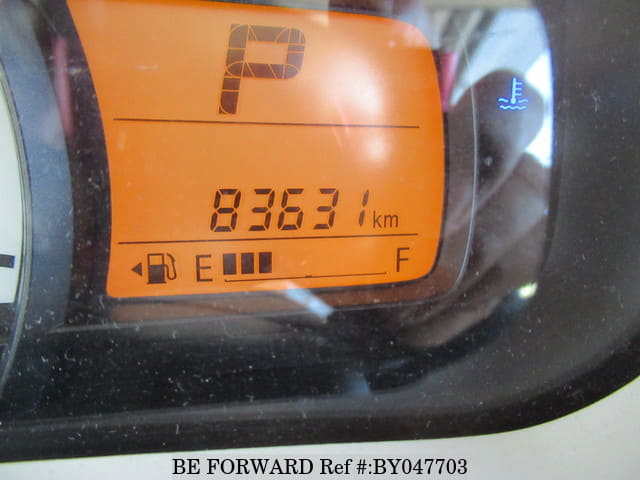 P
83631 km
E F
BE FORWARD Ref #:BY047703